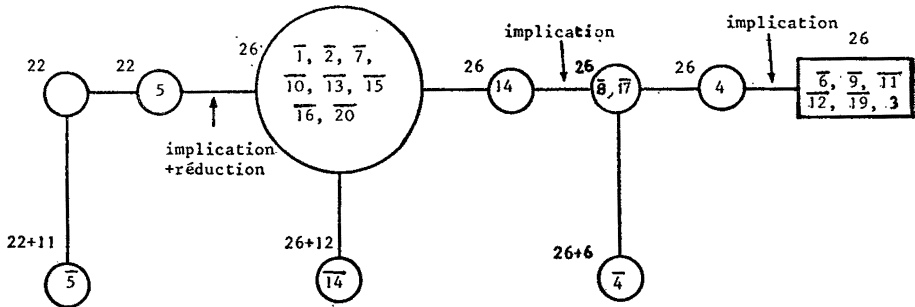 implication
implication
22
22
26
26
26
26
26
5
1̅, 2̅, 7̅,
1̅0̅, 1̅3̅, 1̅5̅
1̅6̅, 2̅0̅
14
8̅, 1̅7̅
4
6̅, 9̅, 1̅1̅
1̅2̅, 1̅9̅, 3
implication
+réduction
22+11
26+12
26+6
5̅
1̅4̅
4̅